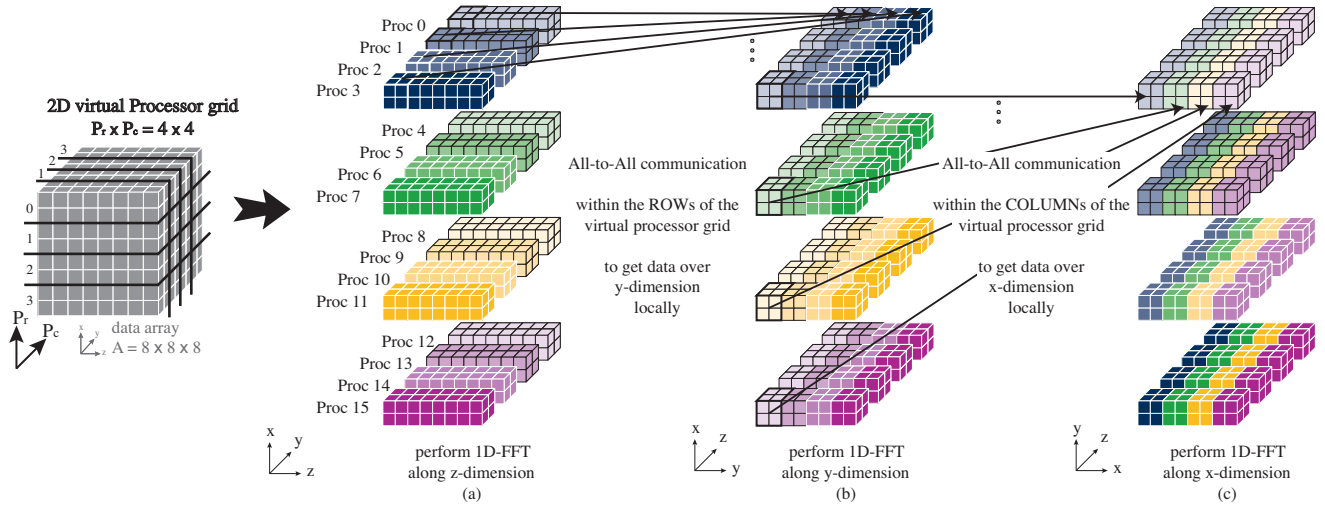 2D virtual Processor grid
Pr x Pc = 4 x 4
3
2
1
0
1
2
3
Pr
Pc
x
y
z
data array
A = 8 x 8 x 8
Proc 0
Proc 1
Proc 2
Proc 3
Proc 4
Proc 5
Proc 6
Proc 7
Proc 8
Proc 9
Proc 10
Proc 11
Proc 12
Proc 13
Proc 14
Proc 15
x
y
z
perform 1D-FFT
along z-dimension
(a)
All-to-All communication
within the ROWs of the
virtual processor grid
to get data over
y-dimension
locally
x
z
y
perform 1D-FFT
along y-dimension
(b)
All-to-All communication
within the COLUMNs of the
virtual processor grid
to get data over
x-dimension
locally
y
z
x
perform 1D-FFT
along x-dimension
(c)